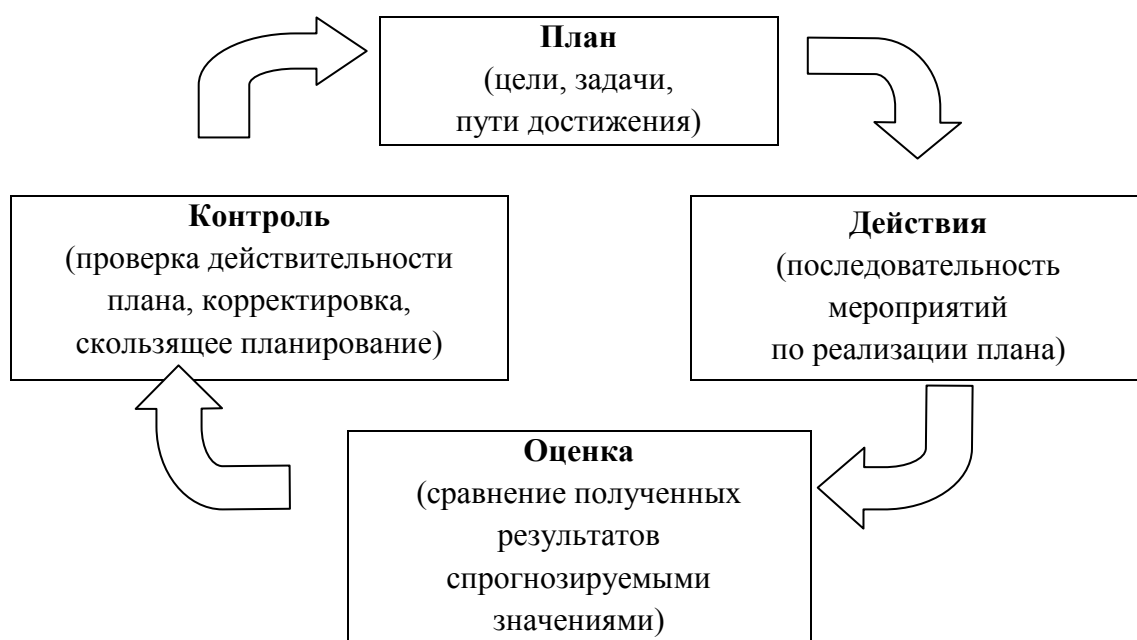 План
(цели, задачи,
пути достижения)
Контроль
(проверка действительности
плана, корректировка,
скользящее планирование)
Действия
(последовательность
мероприятий
по реализации плана)
Оценка
(сравнение полученных
результатов
спрогнозируемыми
значениями)